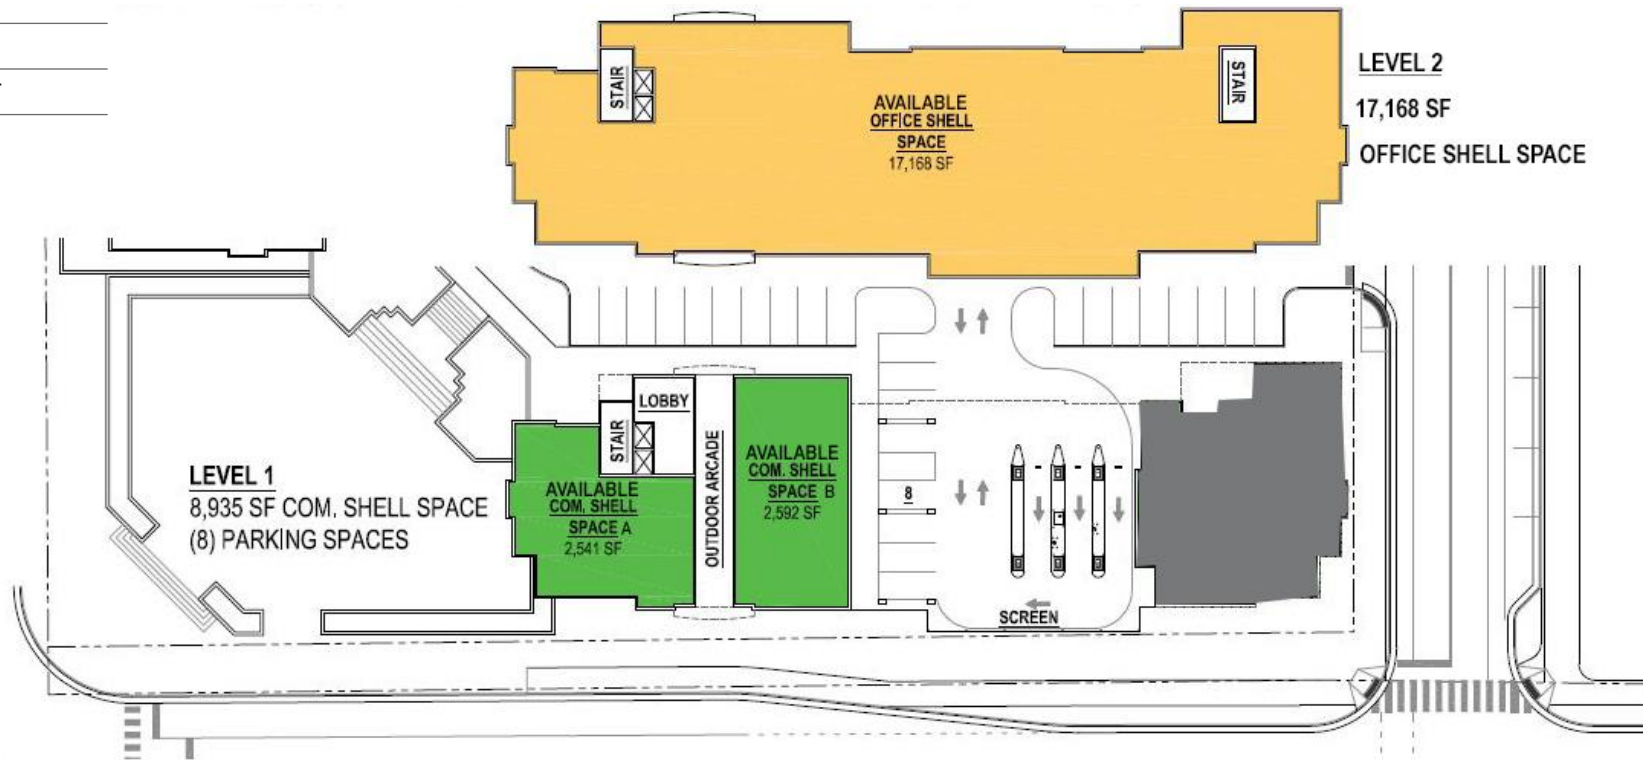 LEVEL 2
17,168 SF
OFFICE SHELL SPACE
STAIR
AVAILABLE
OFFICE SHELL
SPACE
17,168 SF
STAIR
LEVEL 1
8,935 SF COM. SHELL SPACE
(8) PARKING SPACES
LOBBY
STAIR
AVAILABLE
COM. SHELL
SPACE A
2,541 SF
OUTDOOR ARCADE
AVAILABLE
COM. SHELL
SPACE B
2,592 SF
8
SCREEN